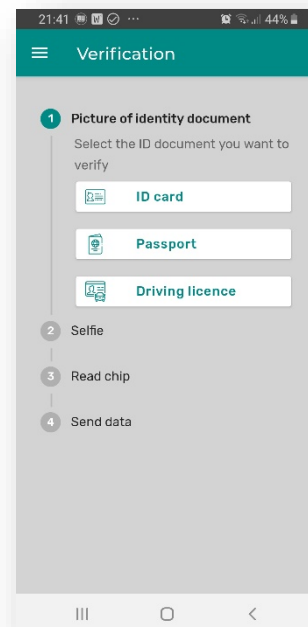 21:41 44%
Verification
1 Picture of identity document
Select the ID document you want to
verify
ID card
Passport
Driving licence
2 Selfie
3 Read chip
4 Send data